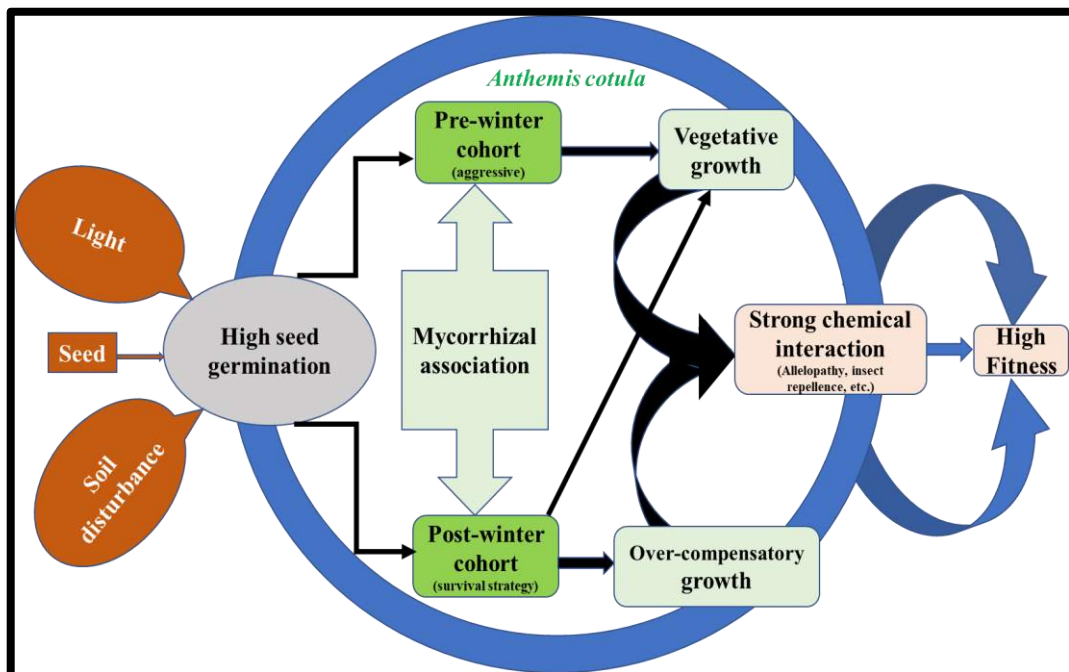 Anthemis cotula
Pre-winter
cohort
(aggressive)
Vegetative
growth
Light
Seed
High seed
germination
Mycorrhizal
association
Strong chemical
interaction
(Allelopathy, insect
repellence, etc.)
High
Fitness
Soil
disturbance
Post-winter
cohort
(survival strategy)
Over-compensatory
growth